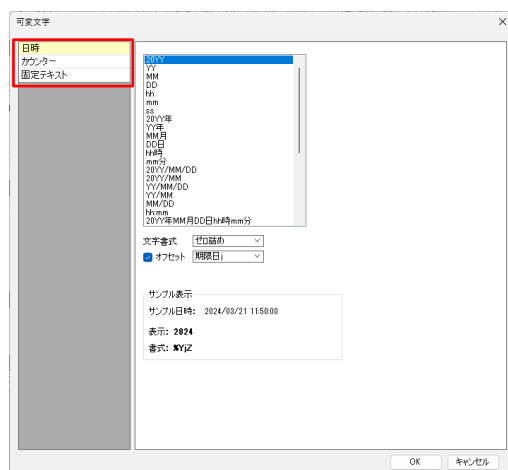 可変文字
日時
カウンター
固定テキスト
20YY
YY
MM
DD
hh
mm
ss
20YY年
YY年
MM月
DD日
hh時
mm分
20YY/MM/DD
20YY/MM
YY/MM/DD
YY/MM
MM/DD
hh:mm
20YY年MM月DD日hh時mm分
文字書式 ゼロ詰め
オフセット 期限日j
サンプル表示
サンプル日時: 2024/03/21 11:50:00
表示: 2024
書式: %YjZ
OK キャンセル